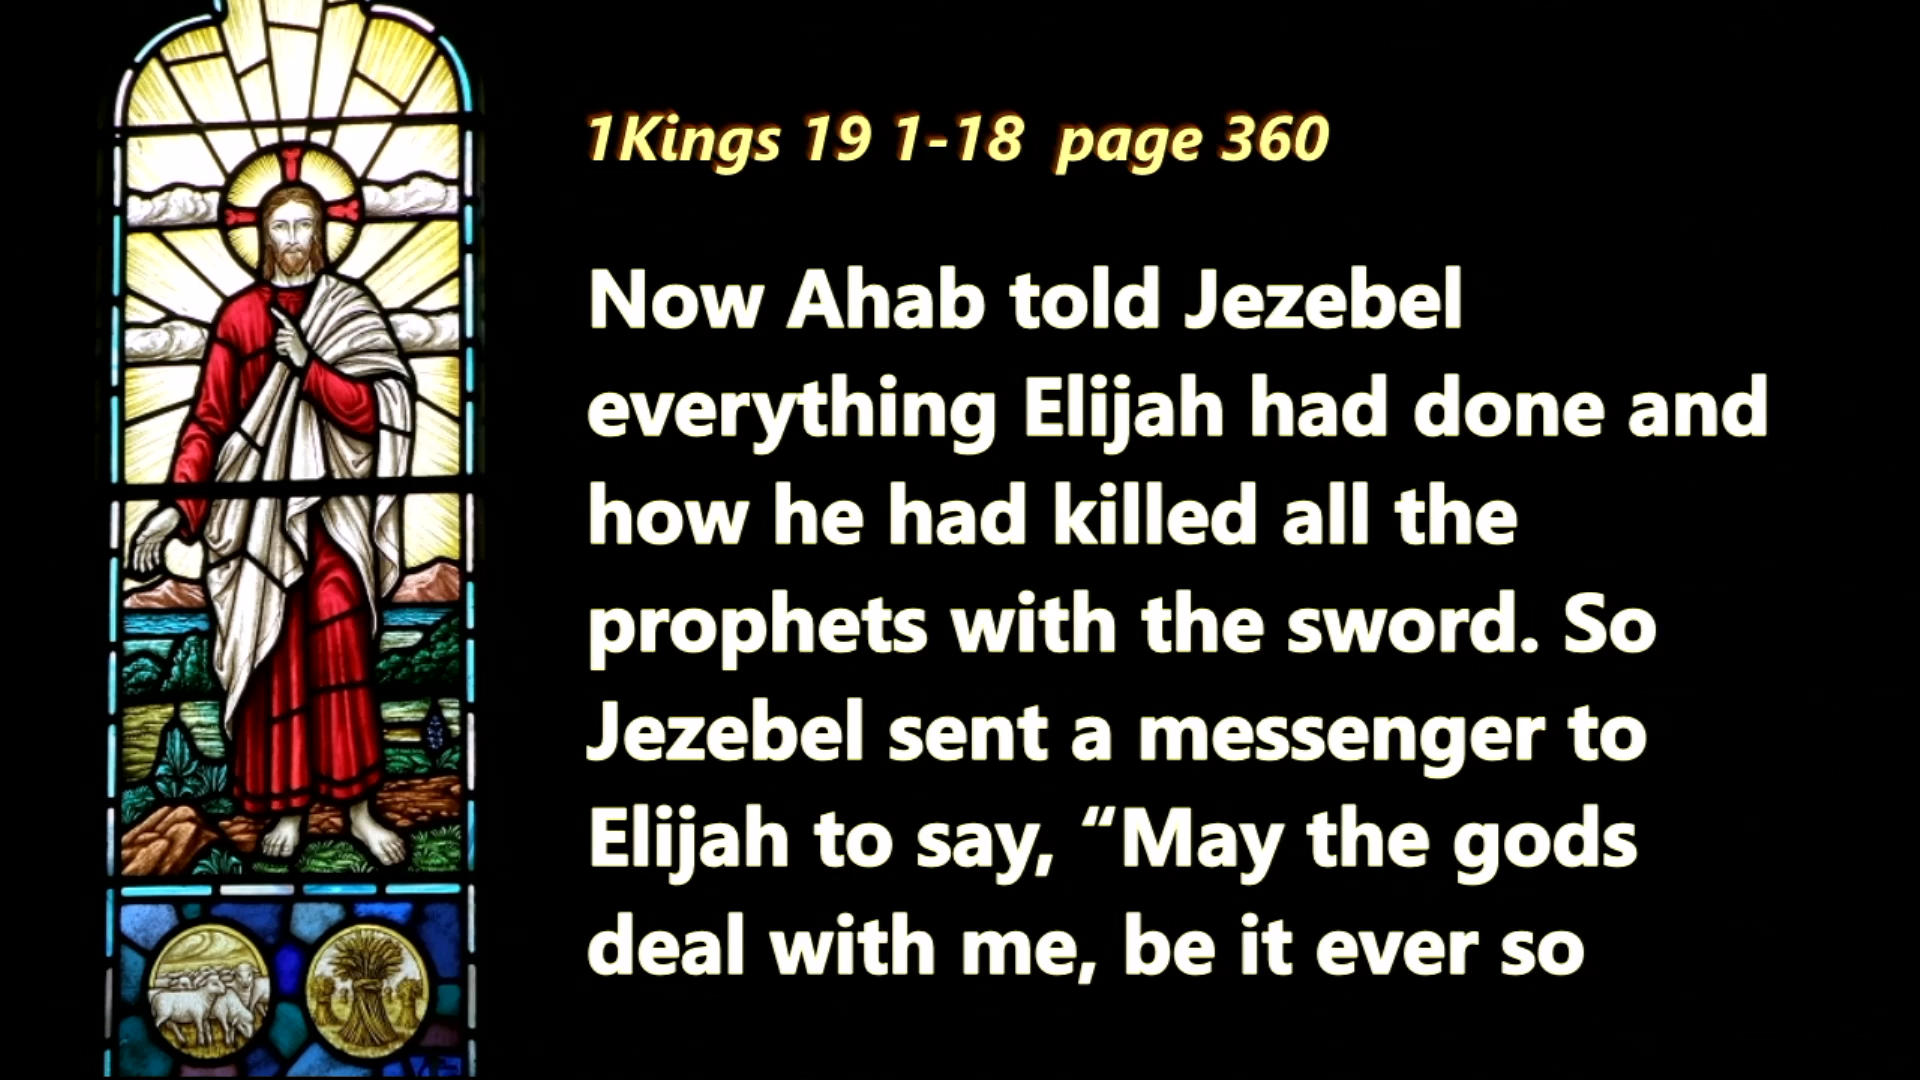 1Kings 19 1-18 page 360
Now Ahab told Jezebel
everything Elijah had done and
how he had killed all the
prophets with the sword. So
Jezebel sent a messenger to
Elijah to say, “May the gods
deal with me, be it ever so